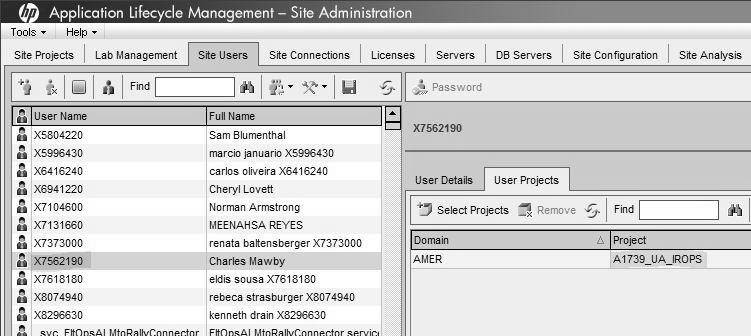 hp Application Lifecycle Management – Site Administration
Tools Help
Site Projects Lab Management Site Users Site Connections Licenses Servers DB Servers Site Configuration Site Analysis
Find
Password
User Name Full Name
X5804220 Sam Blumenthal
X5996430 marcio januario X5996430
X6416240 carlos oliveira X6416240
X6941220 Cheryl Lovett
X7104600 Norman Armstrong
X7131660 MEENAHSA REYES
X7373000 renata baltensberger X7373000
X7562190 Charles Mawby
X7618180 eldis sousa X7618180
X8074940 rebeca strasburger X8074940
X8296630 kenneth drain X8296630
svc_FltOpsALMtoRallyConnector FltOpsALMtoRallyConnector service
X7562190
User Details User Projects
Select Projects Remove Find
Domain Project
AMER A1739_UA_IROPS